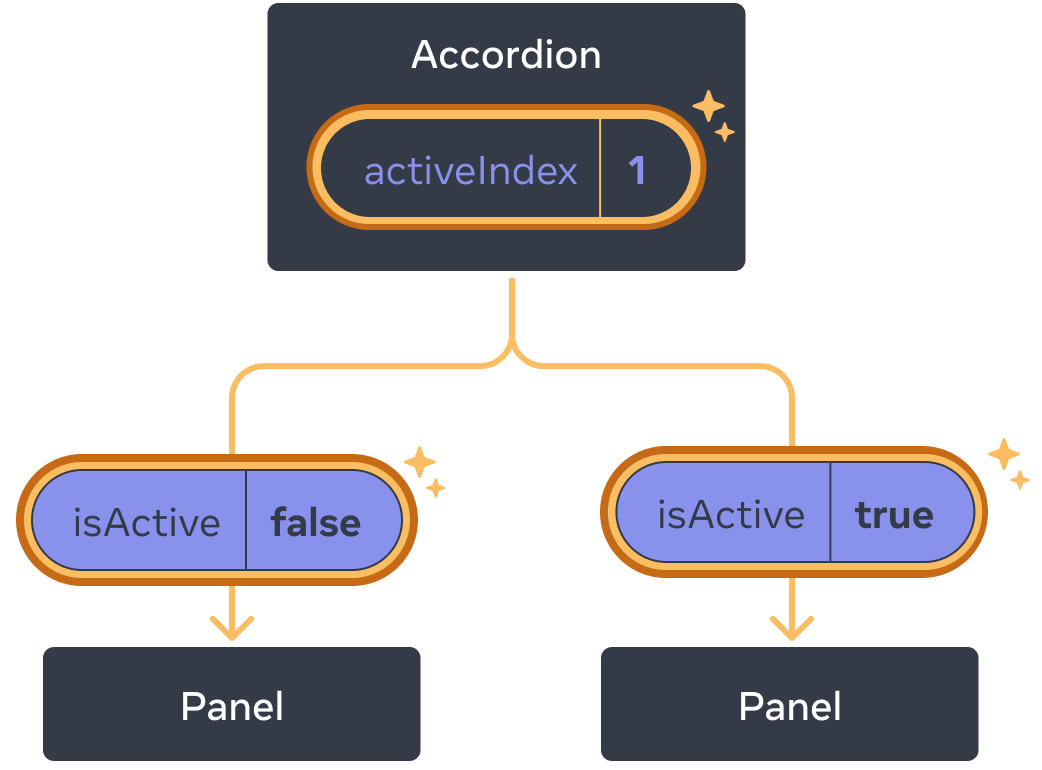 Accordion
activeIndex 1
isActive false
isActive true
Panel
Panel